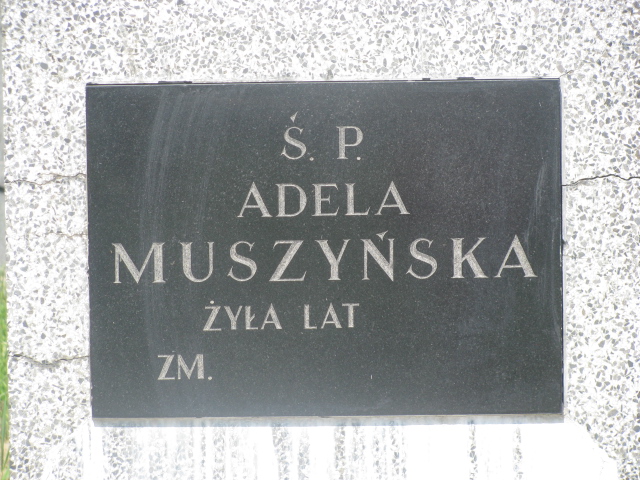 Ś. P.
ADELA
MUSZYŃSKA
ŻYŁA LAT
ZM.